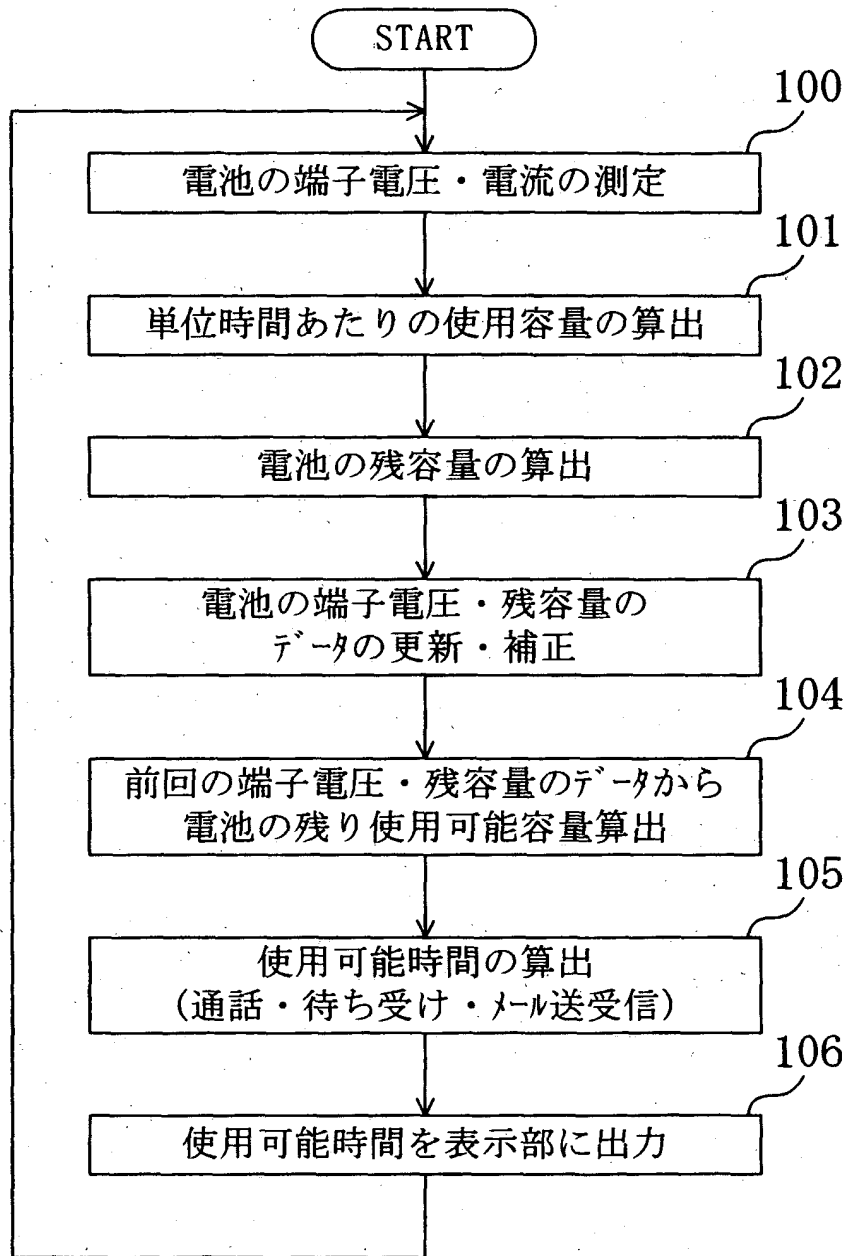 START
100
電池の端子電圧・電流の測定
101
単位時間あたりの使用容量の算出
102
電池の残容量の算出
103
電池の端子電圧・残容量の
ﾃﾞｰﾀの更新・補正
104
前回の端子電圧・残容量のﾃﾞｰﾀから
電池の残り使用可能容量算出
105
使用可能時間の算出
(通話・待ち受け・ﾒｰﾙ送受信)
106
使用可能時間を表示部に出力